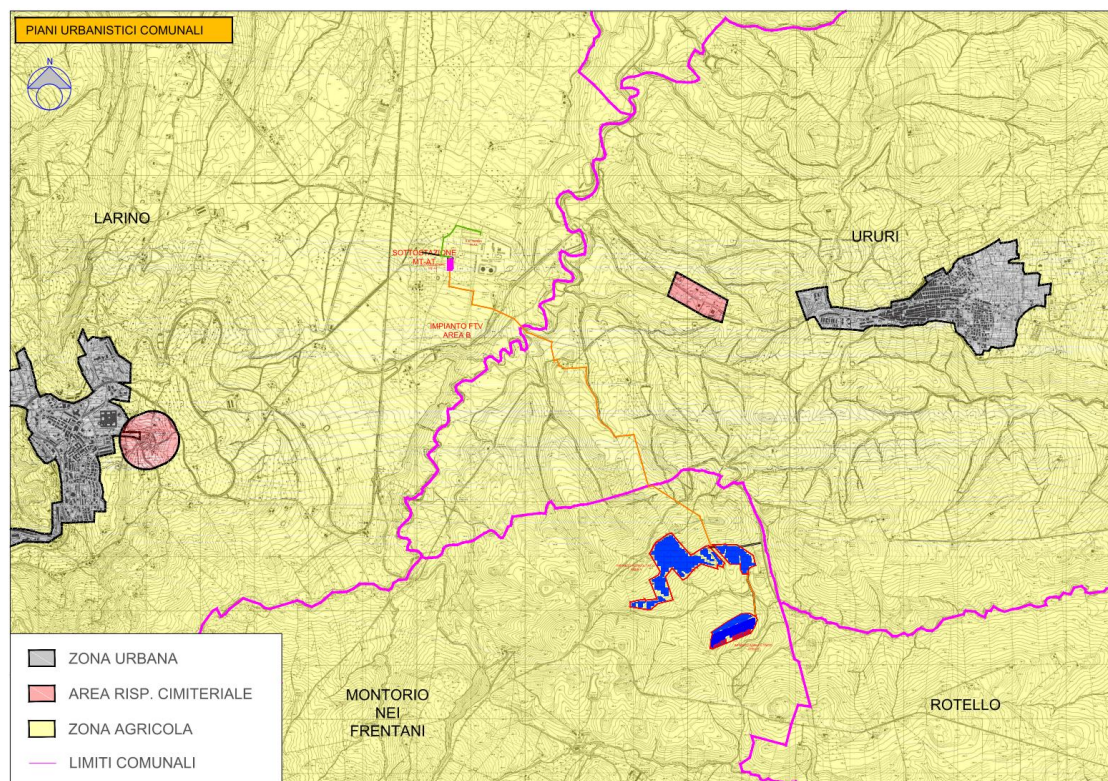 PIANI URBANISTICI COMUNALI
N
LARINO
URURI
SOTTOSTAZIONE
MT-AT
IMPIANTO FTV
AREA B
MONTORIO
NEI
FRENTANI
ROTELLO
ZONA URBANA
AREA RISP. CIMITERIALE
ZONA AGRICOLA
LIMITI COMUNALI